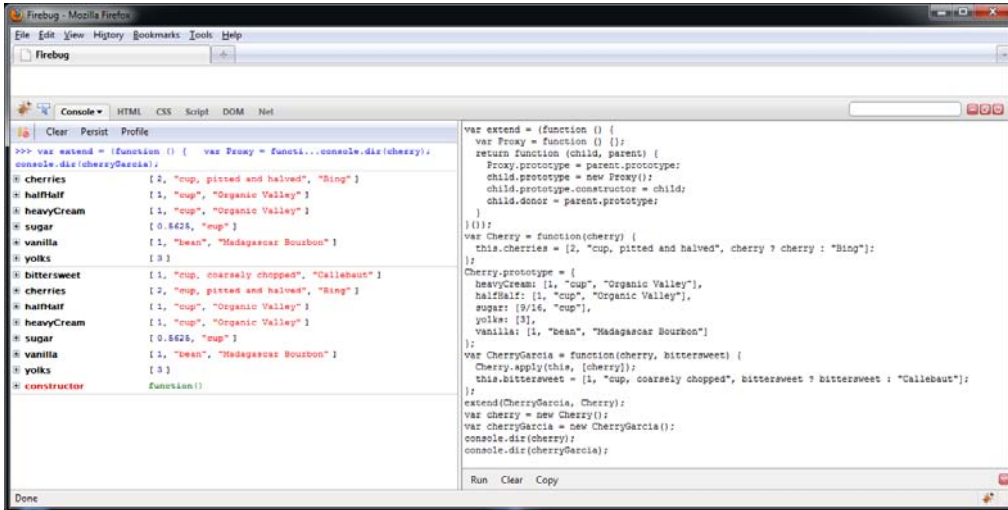 Firebug - Mozilla Firefox
File Edit View History Bookmarks Tools Help
Firebug
Console HTML CSS Script DOM Net
Clear Persist Profile
>>> var extend = (function () {   var Proxy = functi...console.dir(cherry);
console.dir(cherryGarcia);
cherries [ 2, "cup, pitted and halved", "Bing" ]
halfHalf [ 1, "cup", "Organic Valley" ]
heavyCream [ 1, "cup", "Organic Valley" ]
sugar [ 0.5625, "cup" ]
vanilla [ 1, "bean", "Madagascar Bourbon" ]
yolks [ 3 ]
bittersweet [ 1, "cup, coarsely chopped", "Callebaut" ]
cherries [ 2, "cup, pitted and halved", "Bing" ]
halfHalf [ 1, "cup", "Organic Valley" ]
heavyCream [ 1, "cup", "Organic Valley" ]
sugar [ 0.5625, "cup" ]
vanilla [ 1, "bean", "Madagascar Bourbon" ]
yolks [ 3 ]
constructor function()
var extend = (function () {
  var Proxy = function () {};
  return function (child, parent) {
    Proxy.prototype = parent.prototype;
    child.prototype = new Proxy();
    child.prototype.constructor = child;
    child.donor = parent.prototype;
  }
}());
var Cherry = function(cherry) {
  this.cherries = [2, "cup, pitted and halved", cherry ? cherry : "Bing"];
};
Cherry.prototype = {
  heavyCream: [1, "cup", "Organic Valley"],
  halfHalf: [1, "cup", "Organic Valley"],
  sugar: [9/16, "cup"],
  yolks: [3],
  vanilla: [1, "bean", "Madagascar Bourbon"]
};
var CherryGarcia = function(cherry, bittersweet) {
  Cherry.apply(this, [cherry]);
  this.bittersweet = [1, "cup, coarsely chopped", bittersweet ? bittersweet : "Callebaut"];
};
extend(CherryGarcia, Cherry);
var cherry = new Cherry();
var cherryGarcia = new CherryGarcia();
console.dir(cherry);
console.dir(cherryGarcia);
Run Clear Copy
Done